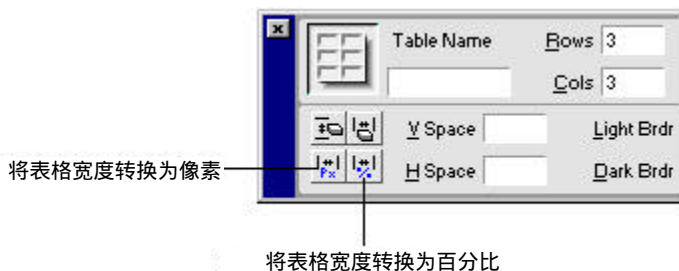 Table Name
Rows 3
Cols 3
V Space
Light Brdr
Px
%
H Space
Dark Brdr
将表格宽度转换为像素
将表格宽度转换为百分比